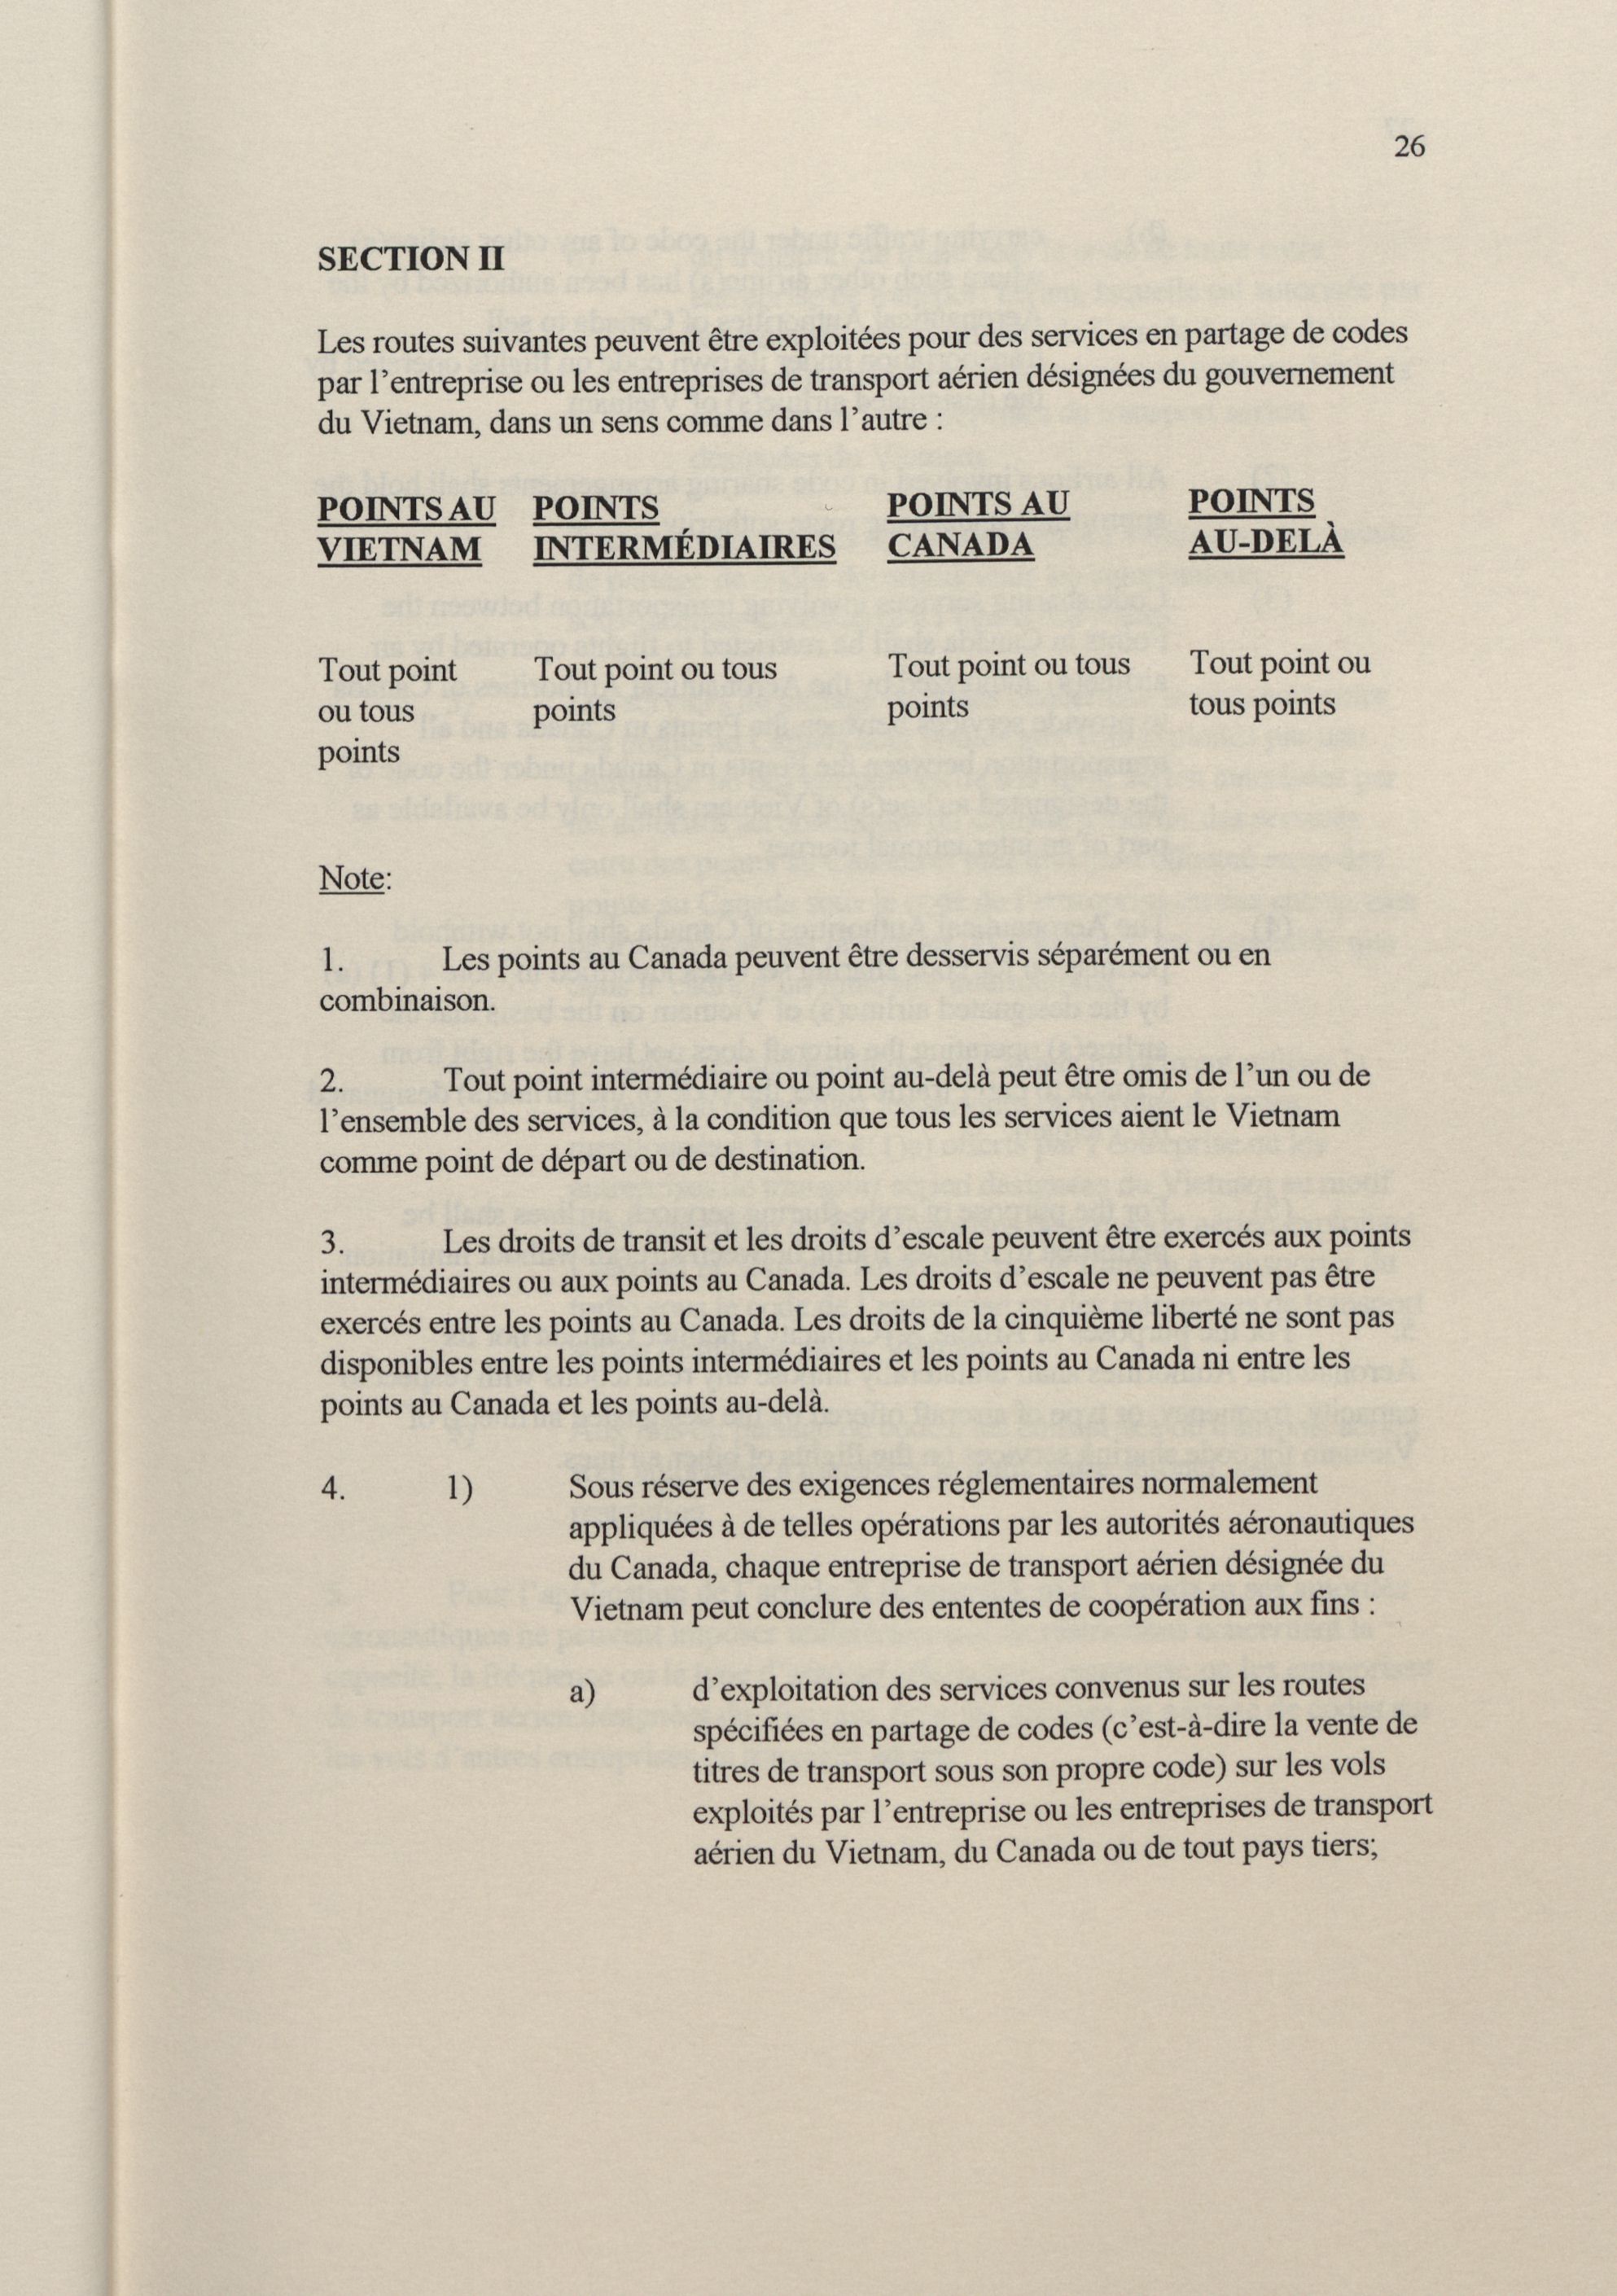 26
SECTION II
Les routes suivantes peuvent être exploitées pour des services en partage de codes
par l'entreprise ou les entreprises de transport aérien désignées du gouvernement
du Vietnam, dans un sens comme dans l'autre :
POINTS AU VIETNAM
POINTS INTERMÉDIAIRES
POINTS AU CANADA
POINTS AU-DELÀ
Tout point
ou tous
points
Tout point ou tous
points
Tout point ou tous
points
Tout point ou
tous points
Note:
1. Les points au Canada peuvent être desservis séparément ou en
combinaison.
2. Tout point intermédiaire ou point au-delà peut être omis de l'un ou de
l'ensemble des services, à la condition que tous les services aient le Vietnam
comme point de départ ou de destination.
3. Les droits de transit et les droits d'escale peuvent être exercés aux points
intermédiaires ou aux points au Canada. Les droits d'escale ne peuvent pas être
exercés entre les points au Canada. Les droits de la cinquième liberté ne sont pas
disponibles entre les points intermédiaires et les points au Canada ni entre les
points au Canada et les points au-delà.
4. 1) Sous réserve des exigences réglementaires normalement
appliquées à de telles opérations par les autorités aéronautiques
du Canada, chaque entreprise de transport aérien désignée du
Vietnam peut conclure des ententes de coopération aux fins :
a) d'exploitation des services convenus sur les routes
spécifiées en partage de codes (c'est-à-dire la vente de
titres de transport sous son propre code) sur les vols
exploités par l'entreprise ou les entreprises de transport
aérien du Vietnam, du Canada ou de tout pays tiers;